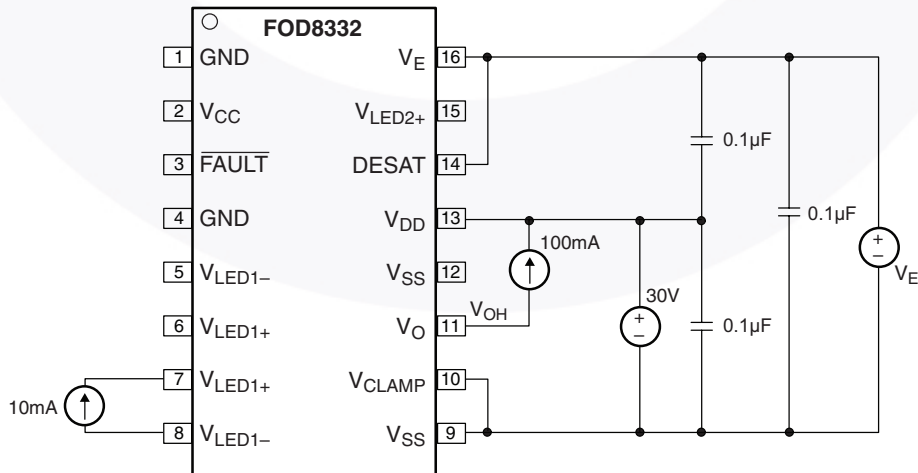 FOD8332
1 GND
VE 16
2 VCC
VLED2+ 15
3 FAULT
DESAT 14
0.1µF
4 GND
VDD 13
0.1µF
100mA
+
–
VE
5 VLED1–
VSS 12
6 VLED1+
VO 11
VOH
30V
+
–
0.1µF
7 VLED1+
VCLAMP 10
10mA
8 VLED1–
VSS 9